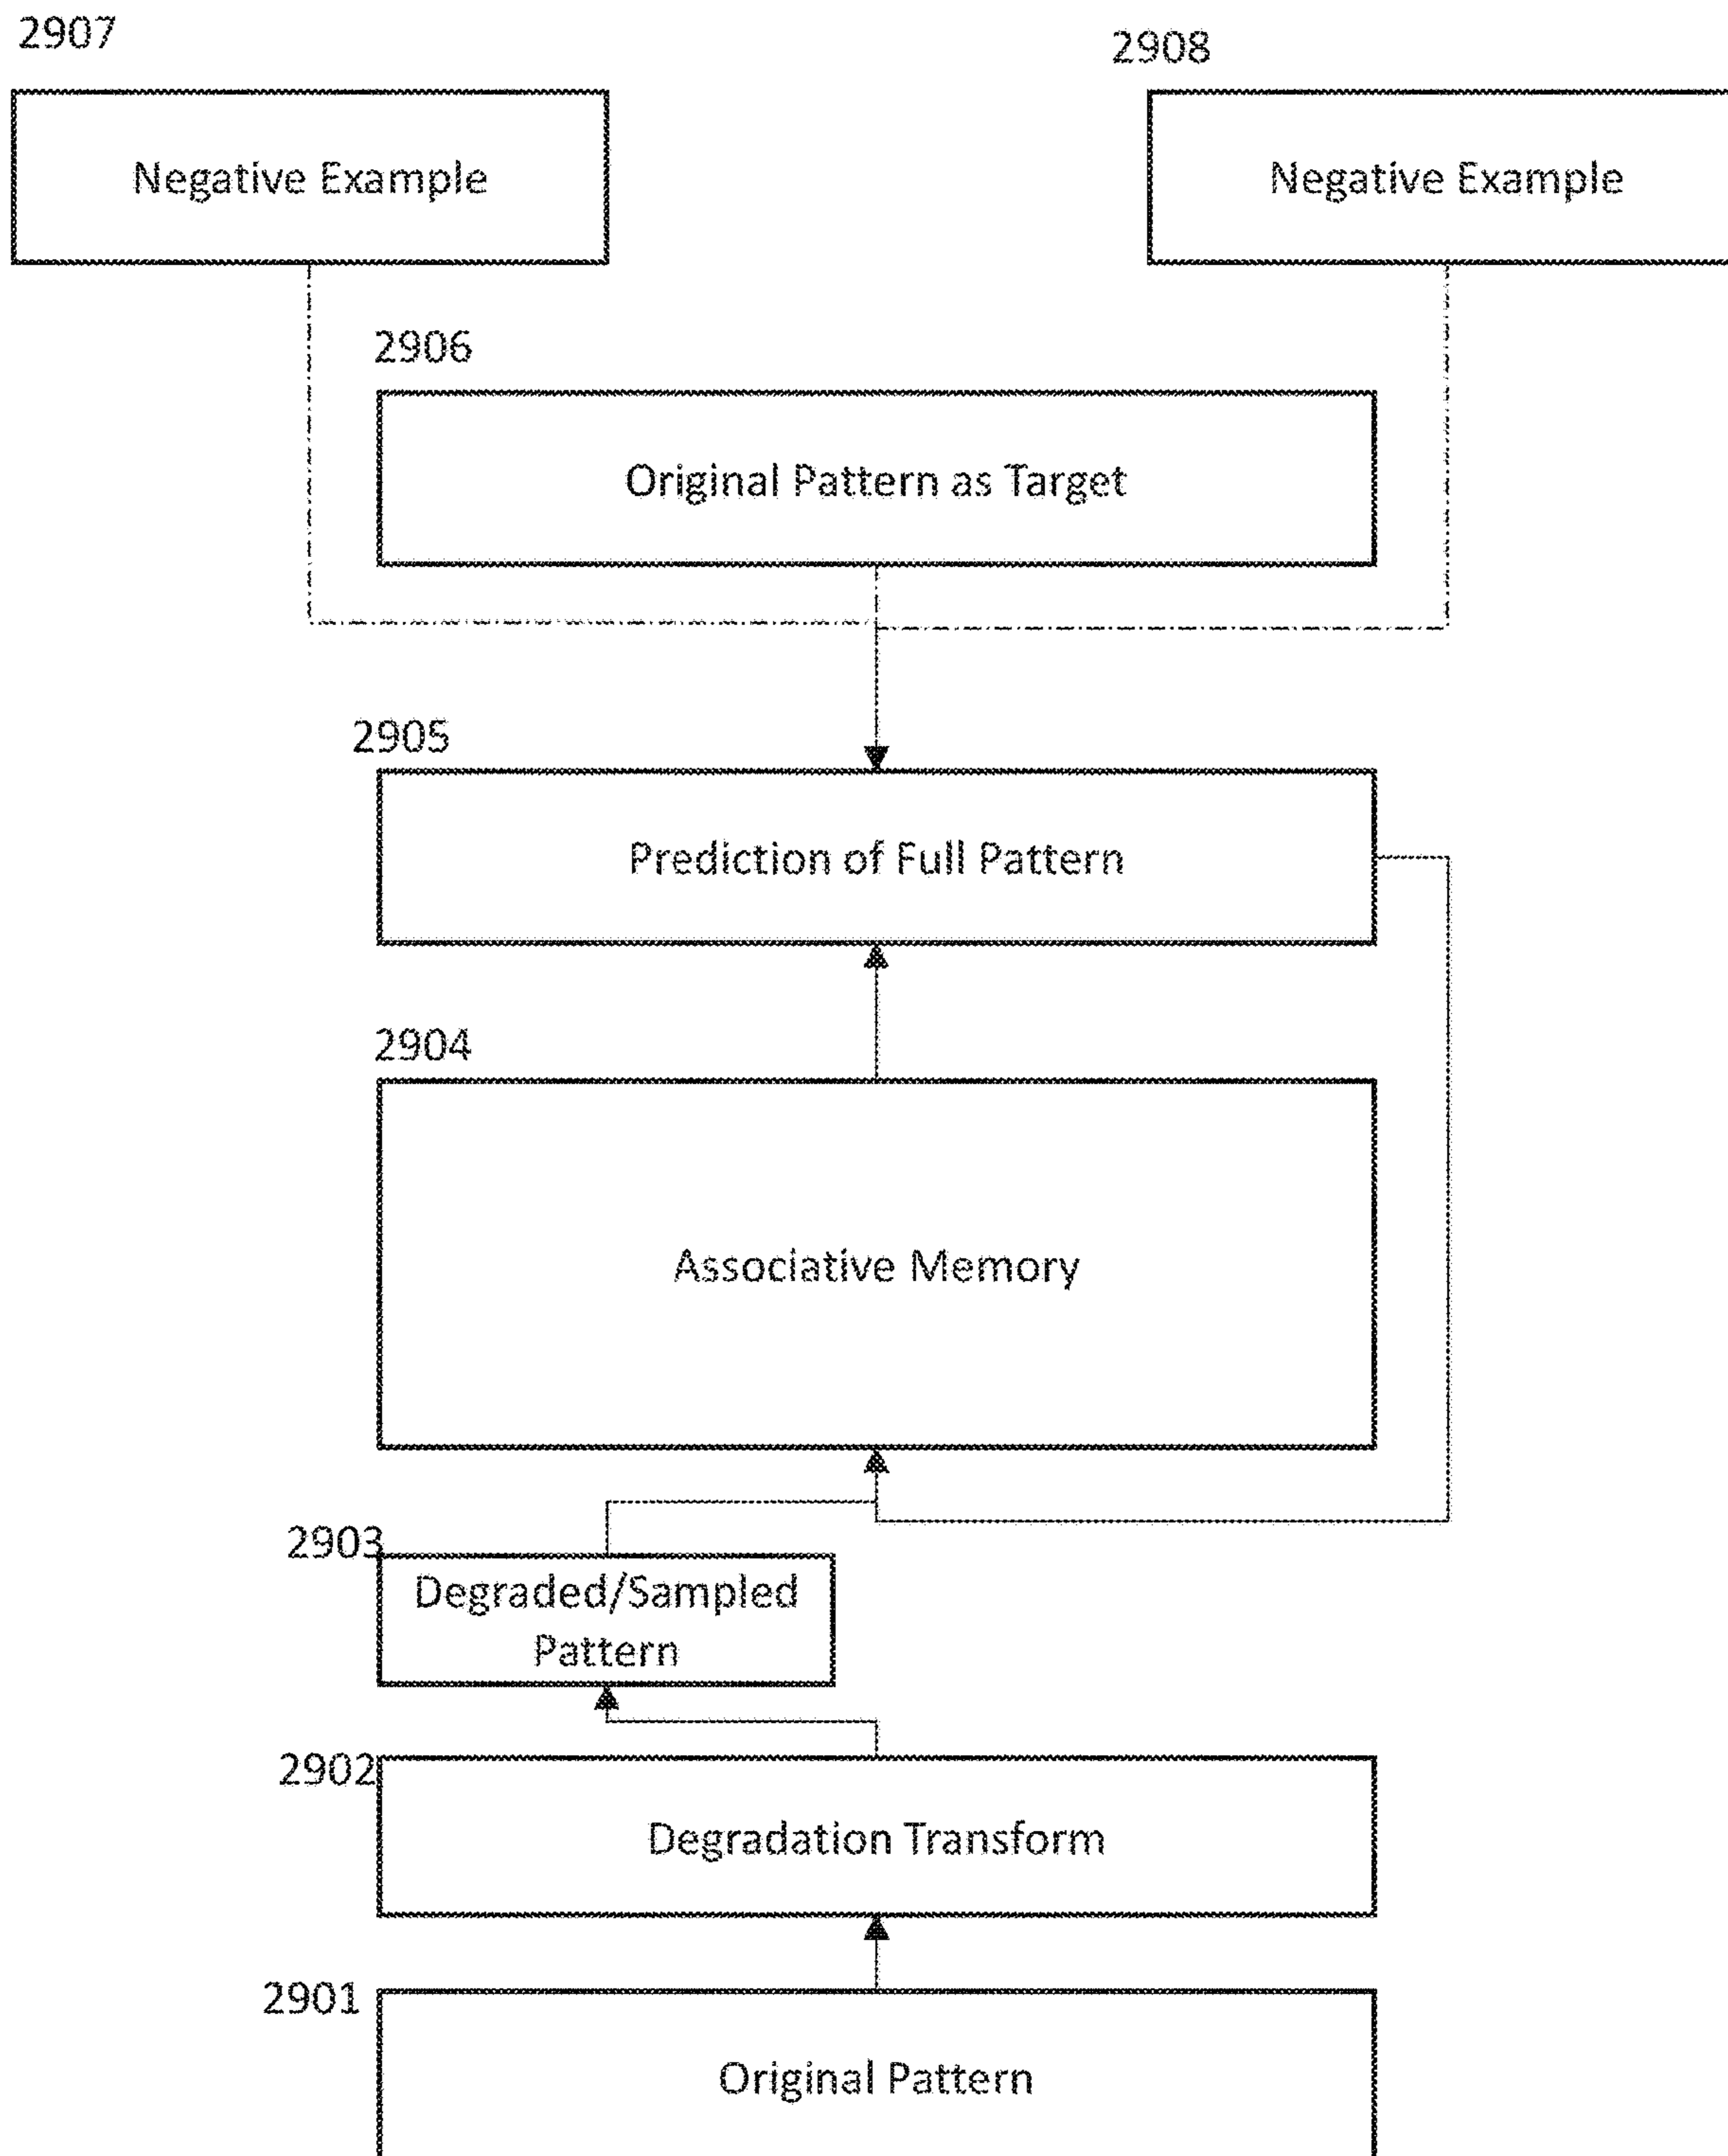 2907
2908
Negative Example
Negative Example
2906
Original Pattern as Target
2905
Prediction of Full Pattern
2904
Associative Memory
2903
Degraded/Sampled
Pattern
2902
Degradation Transform
2901
Original Pattern